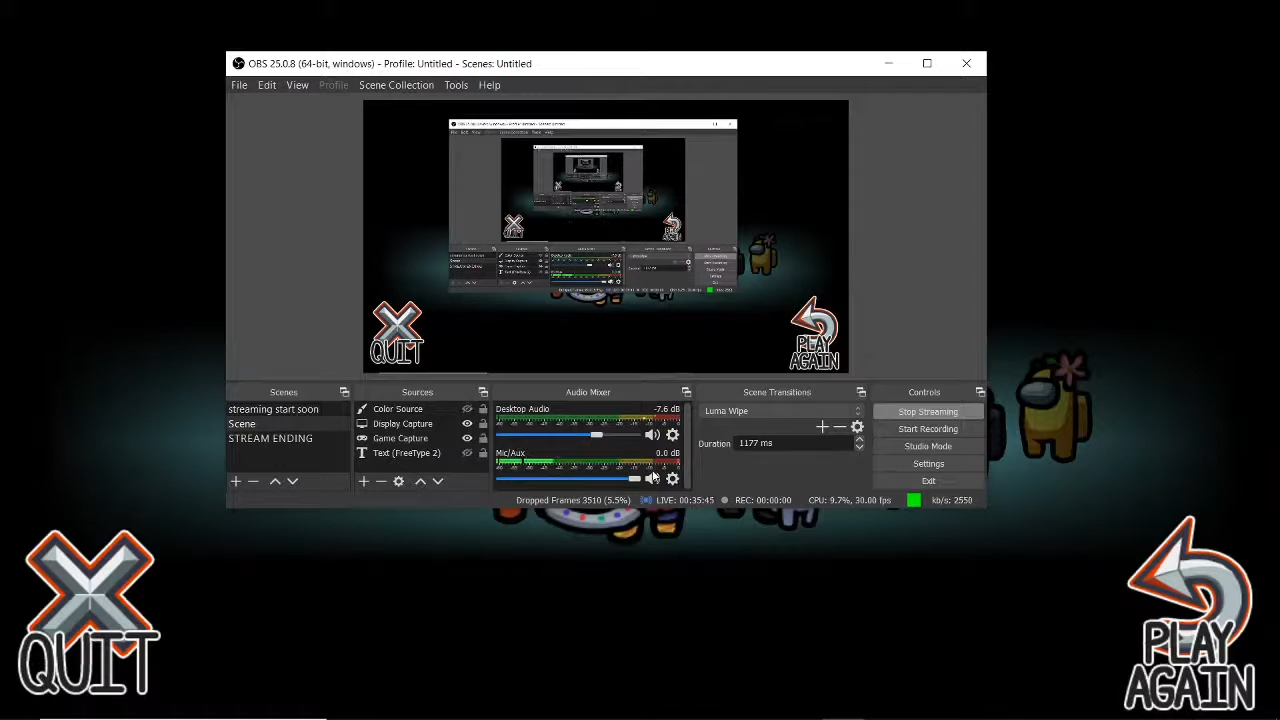 OBS 25.0.8 (64-bit, windows) - Profile: Untitled - Scenes: Untitled
File Edit View Profile Scene Collection Tools Help
QUIT
PLAY
AGAIN
Scenes
streaming start soon
Scene
STREAM ENDING
Sources
Color Source
Display Capture
Game Capture
Text (FreeType 2)
Audio Mixer
Desktop Audio -7.6 dB
Mic/Aux 0.0 dB
Scene Transitions
Luma Wipe
Duration 1177 ms
Controls
Stop Streaming
Start Recording
Studio Mode
Settings
Exit
Dropped Frames 3510 (5.5%) LIVE: 00:35:45 REC: 00:00:00 CPU: 9.7%, 30.00 fps kb/s: 2550
QUIT
PLAY
AGAIN